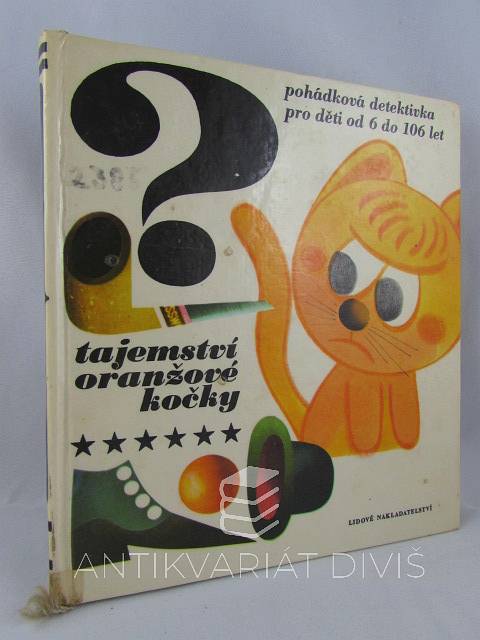 pohádková detektivka
pro děti od 6 do 106 let
tajemství
oranžové
kočky
LIDOVÉ NAKLADATELSTVÍ
ANTIKVARIÁT DIVIŠ